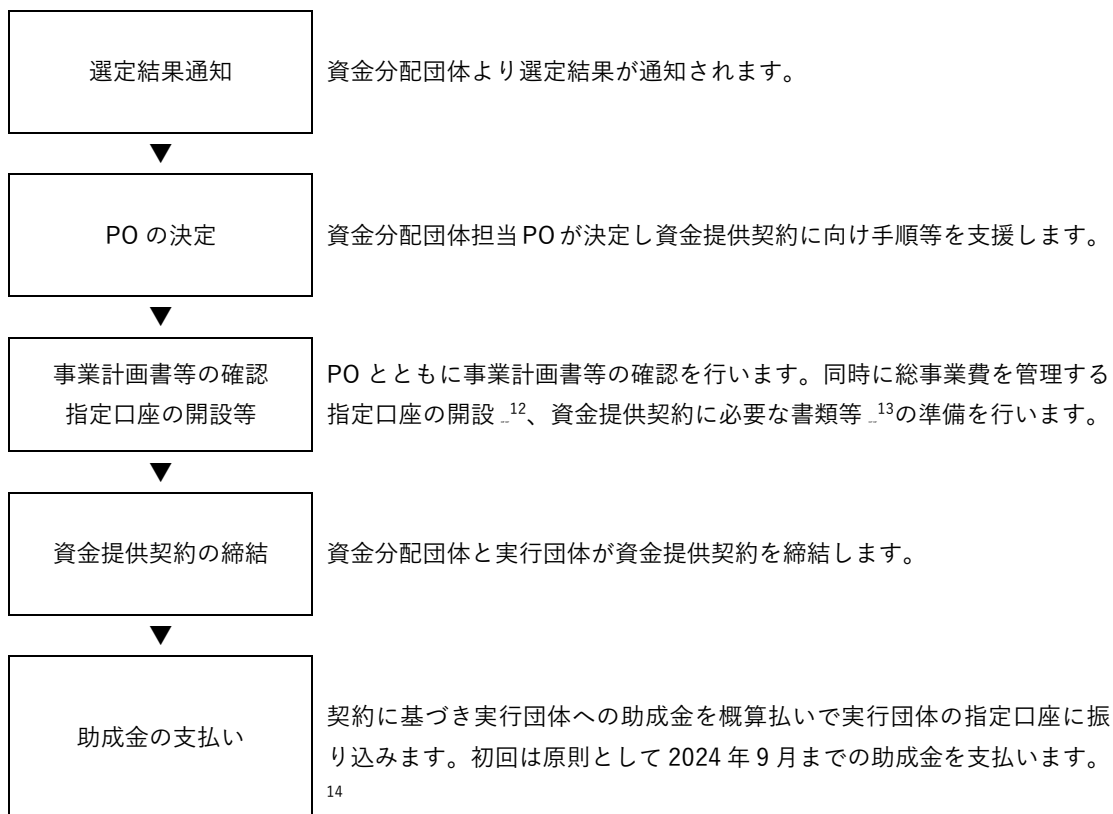 選定結果通知
資金分配団体より選定結果が通知されます。
▼
PO の決定
資金分配団体担当 PO が決定し資金提供契約に向け手順等を支援します。
▼
事業計画書等の確認
指定口座の開設等
PO とともに事業計画書等の確認を行います。同時に総事業費を管理する
指定口座の開設 12、資金提供契約に必要な書類等 13の準備を行います。
▼
資金提供契約の締結
資金分配団体と実行団体が資金提供契約を締結します。
▼
助成金の支払い
契約に基づき実行団体への助成金を概算払いで実行団体の指定口座に振
り込みます。初回は原則として 2024 年 9 月までの助成金を支払います。
14